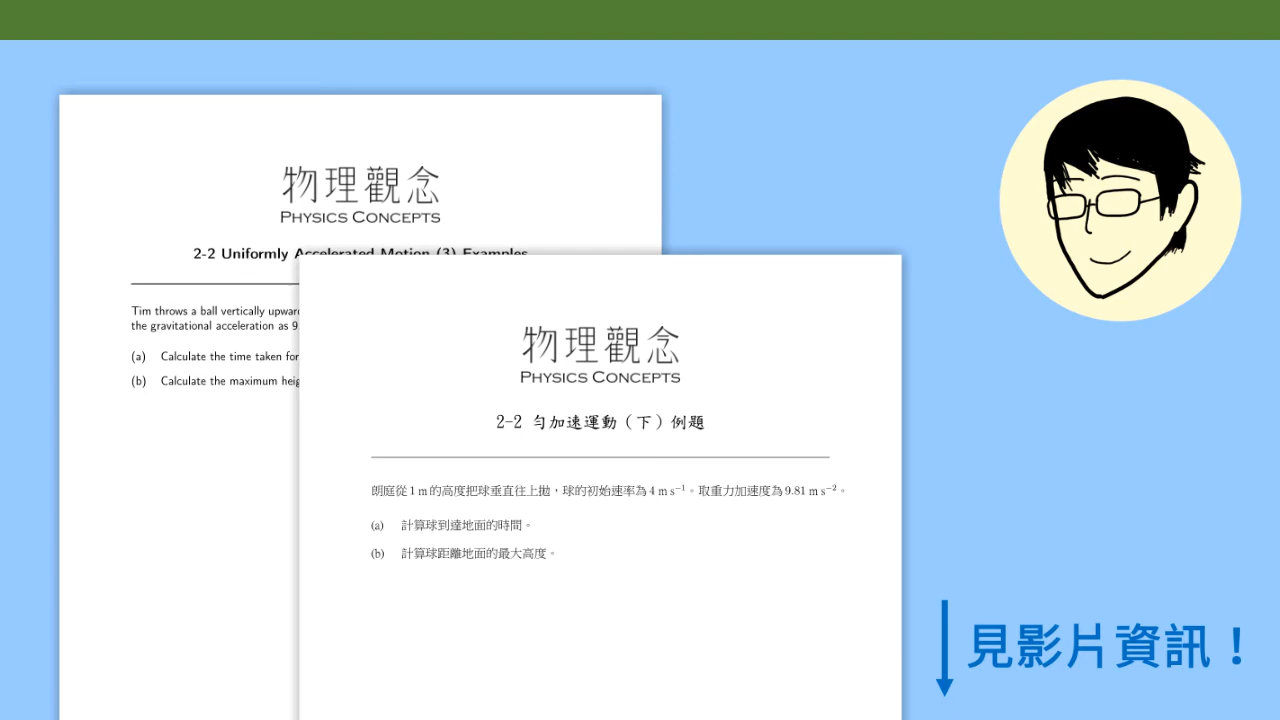 物理觀念
PHYSICS CONCEPTS
2-2 Uniformly Accelerated Motion (3) Examples
Tim throws a ball vertically
the gravitational acceleration as 9
(a) Calculate the time taken for
(b) Calculate the maximum
物理觀念
PHYSICS CONCEPTS
2-2 勻加速運動（下）例題
朗庭從 1 m 的高度把球垂直往上拋，球的初始速率為 4 m s⁻¹。取重力加速度為 9.81 m s⁻²。
(a) 計算球到達地面的時間。
(b) 計算球距離地面的最大高度。
見影片資訊！